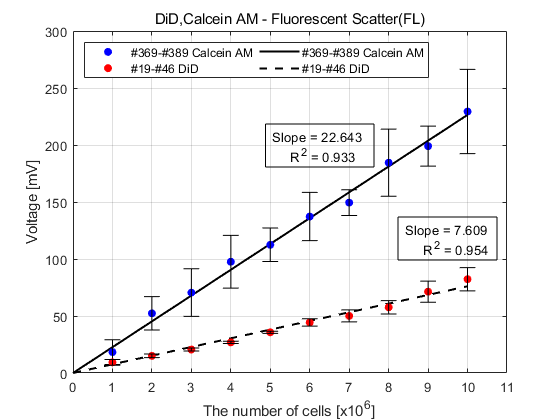 DiD,Calcein AM - Fluorescent Scatter(FL)
300
250
200
150
100
50
0
Voltage [mV]
#369-#389 Calcein AM
#369-#389 Calcein AM
#19-#46 DiD
#19-#46 DiD
Slope = 22.643
R² = 0.933
Slope = 7.609
R² = 0.954
0 1 2 3 4 5 6 7 8 9 10 11
The number of cells [x10⁶]